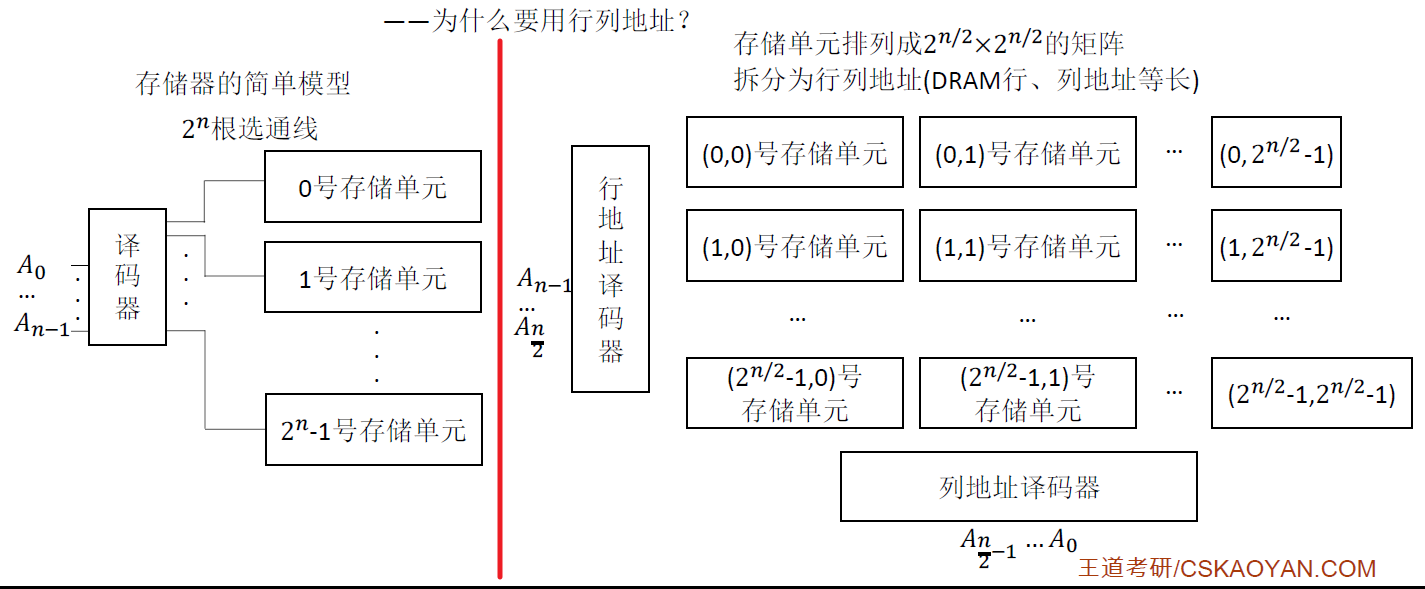 ——为什么要用行列地址？
存储器的简单模型
2^n根选通线
译码器
A_0
...
A_{n-1}
0号存储单元
1号存储单元
2^n-1号存储单元
存储单元排列成2^{n/2}×2^{n/2}的矩阵
拆分为行列地址(DRAM行、列地址等长)
行地址译码器
A_{n-1}
...
A_{n/2}
(0,0)号存储单元
(0,1)号存储单元
...
(0, 2^{n/2}-1)
(1,0)号存储单元
(1,1)号存储单元
...
(1, 2^{n/2}-1)
...
...
...
...
(2^{n/2}-1,0)号
存储单元
(2^{n/2}-1,1)号
存储单元
...
(2^{n/2}-1,2^{n/2}-1)
列地址译码器
A_{n/2-1} ... A_0
王道考研/CSKAOYAN.COM